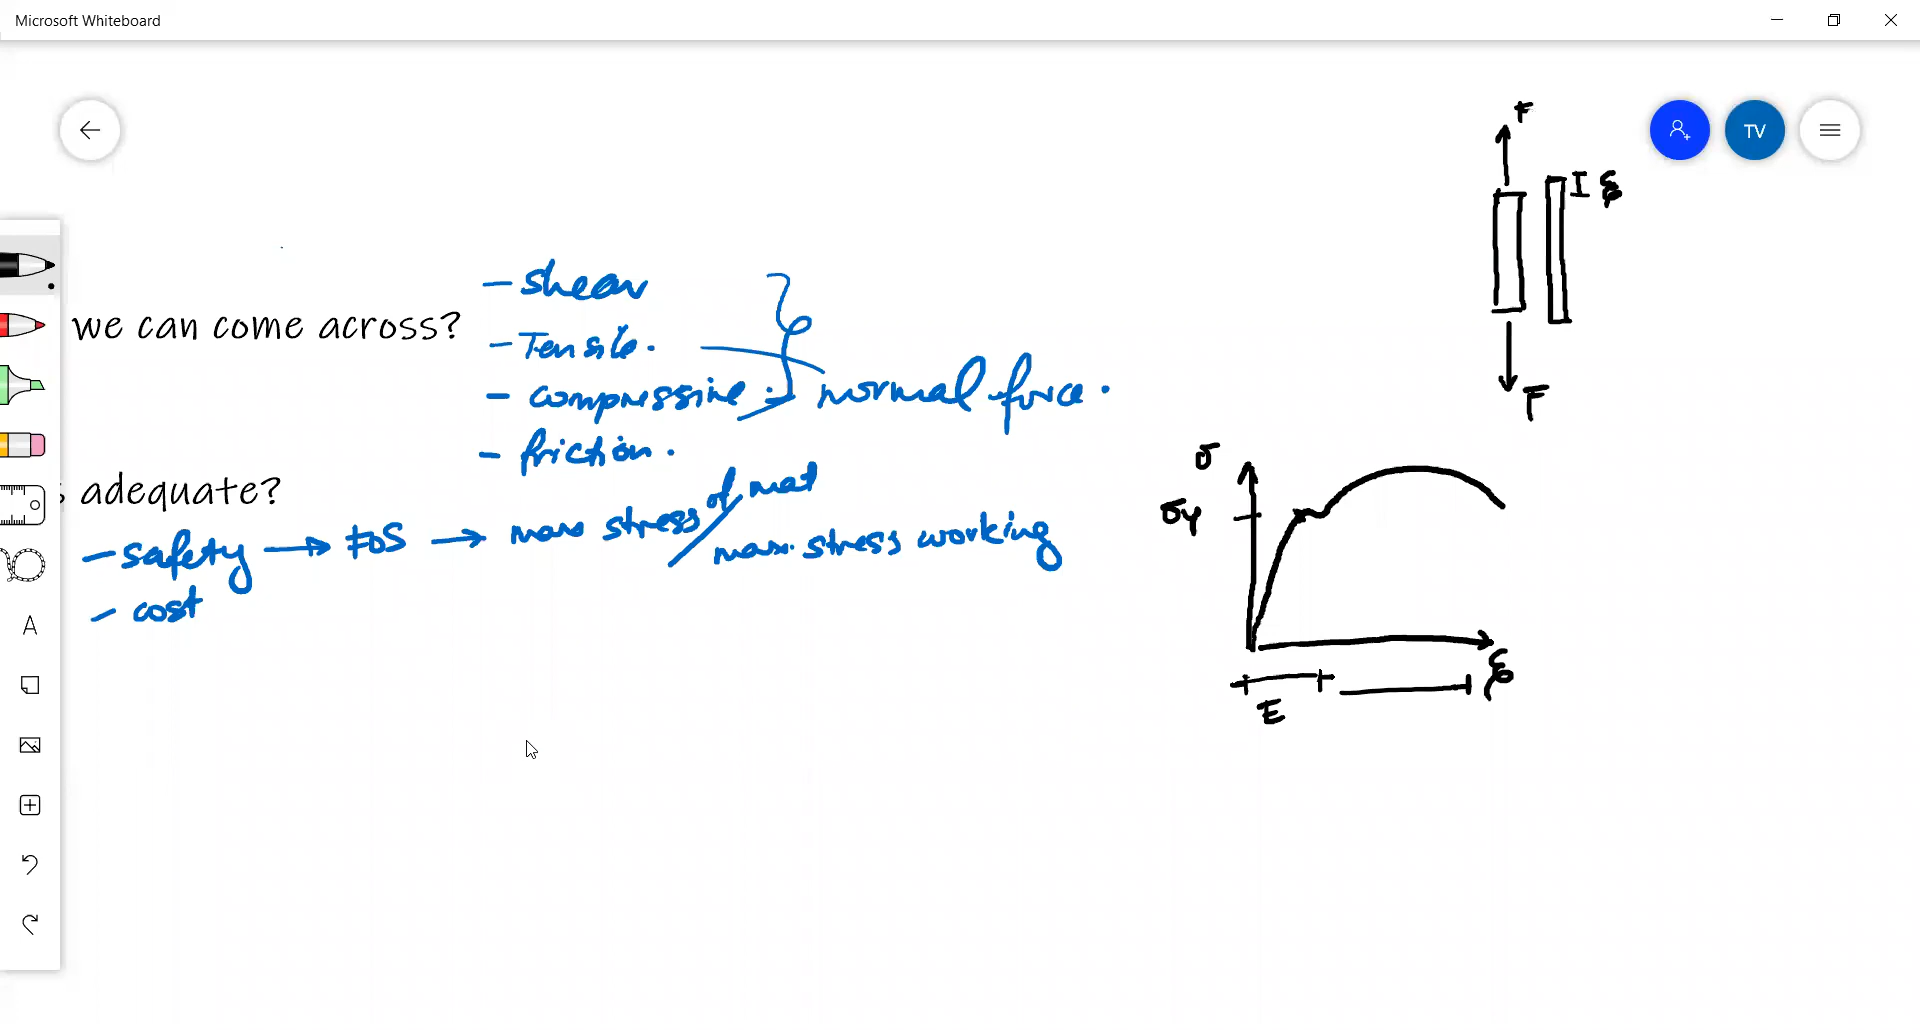 Microsoft Whiteboard
TV
F
ε
- shear
we can come across?
- Tensile.
- compressive normal force.
F
- friction.
σ
adequate?
of mat
σy
- safety → FOS → max stress / max. stress working
- cost
ε
E
A